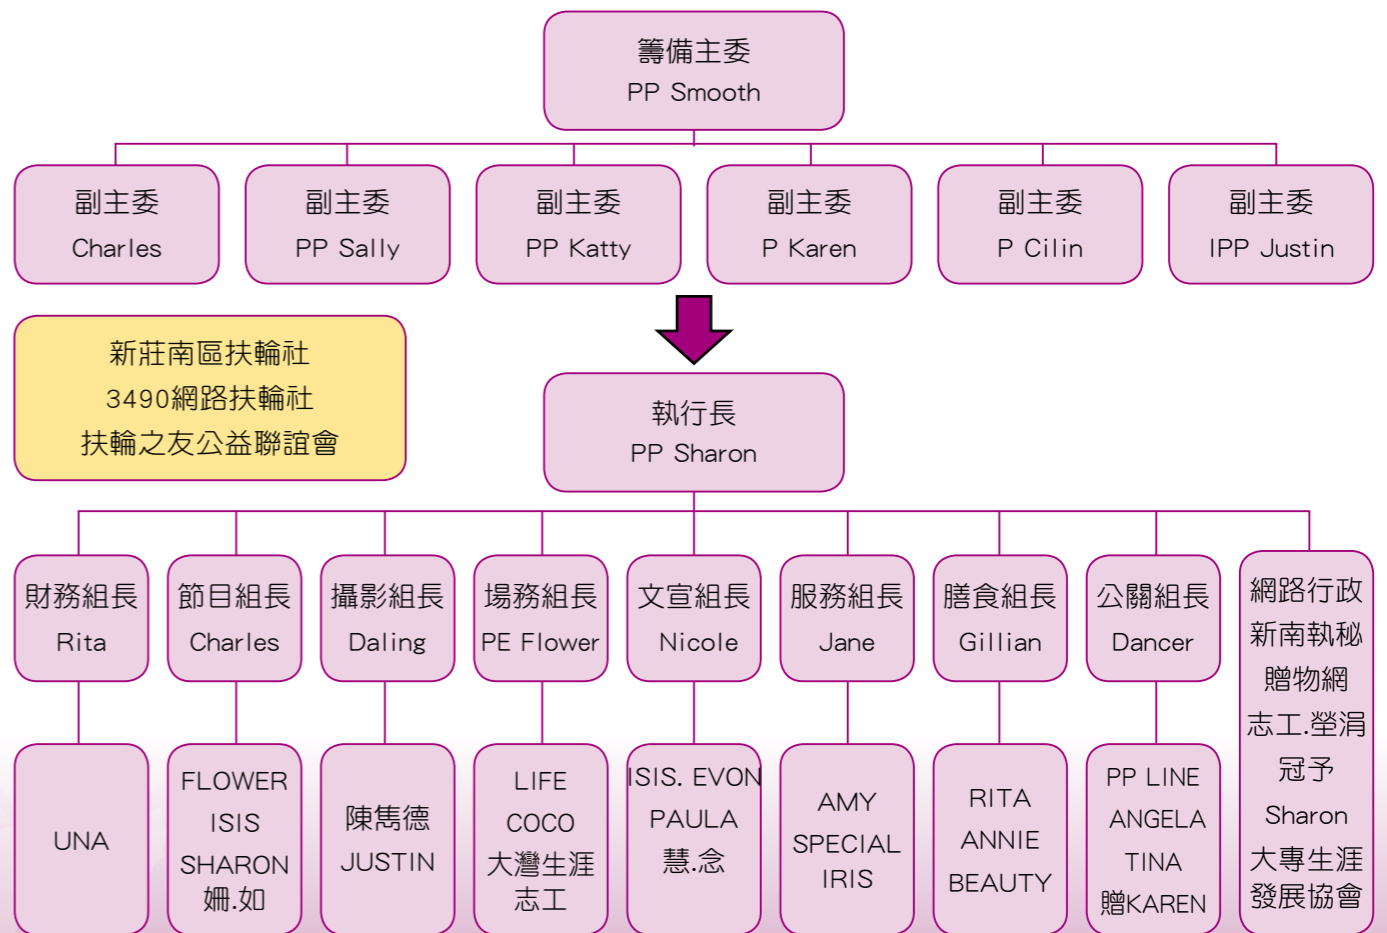 籌備主委
PP Smooth
副主委
Charles
副主委
PP Sally
副主委
PP Katty
副主委
P Karen
副主委
P Cilin
副主委
IPP Justin
新莊南區扶輪社
3490網路扶輪社
扶輪之友公益聯誼會
執行長
PP Sharon
財務組長
Rita
節目組長
Charles
攝影組長
Daling
場務組長
PE Flower
文宣組長
Nicole
服務組長
Jane
膳食組長
Gillian
公關組長
Dancer
網路行政
新南執秘
贈物網
志工.瑩涓
冠予
Sharon
大專生涯
發展協會
UNA
FLOWER
ISIS
SHARON
姍.如
陳雋德
JUSTIN
LIFE
COCO
大灣生涯
志工
ISIS. EVON
PAULA
慧.念
AMY
SPECIAL
IRIS
RITA
ANNIE
BEAUTY
PP LINE
ANGELA
TINA
贈KAREN